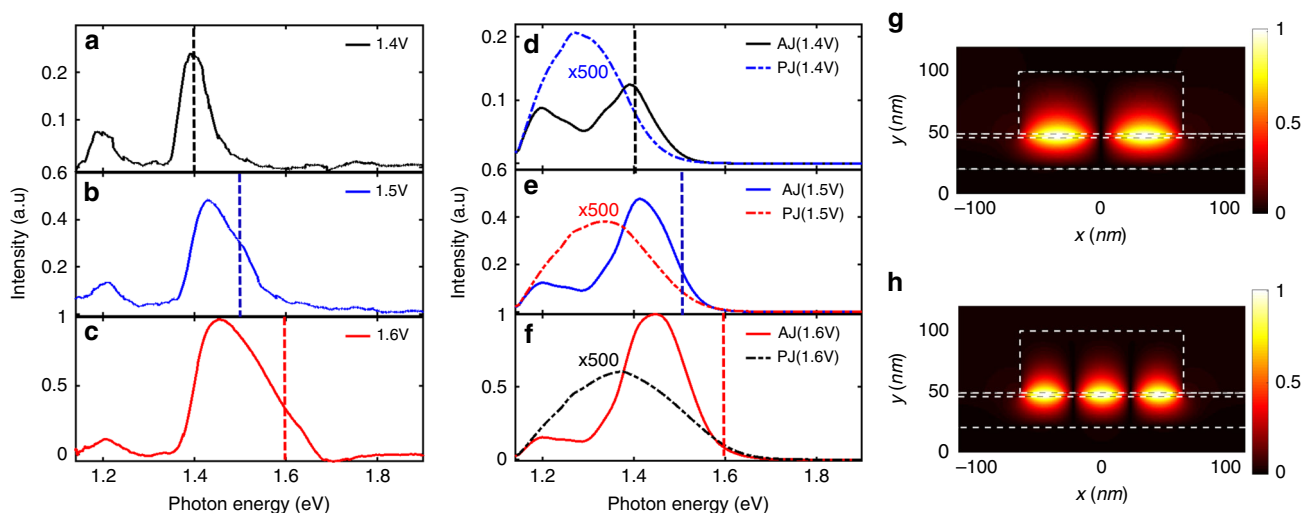 a
1.4V
0.2
0.1
0.6
b
1.5V
0.4
0.2
1
c
1.6V
0.5
0
Intensity (a.u)
1.2 1.4 1.6 1.8
Photon energy (eV)
d
AJ(1.4V)
PJ(1.4V)
x500
0.2
0.1
0.6
e
AJ(1.5V)
PJ(1.5V)
x500
0.4
0.2
1
f
AJ(1.6V)
PJ(1.6V)
x500
0.5
0
Intensity (a.u)
1.2 1.4 1.6 1.8
Photon energy (eV)
g
100
50
0
y (nm)
−100 0 100
x (nm)
1
0.5
0
h
100
50
0
y (nm)
−100 0 100
x (nm)
1
0.5
0